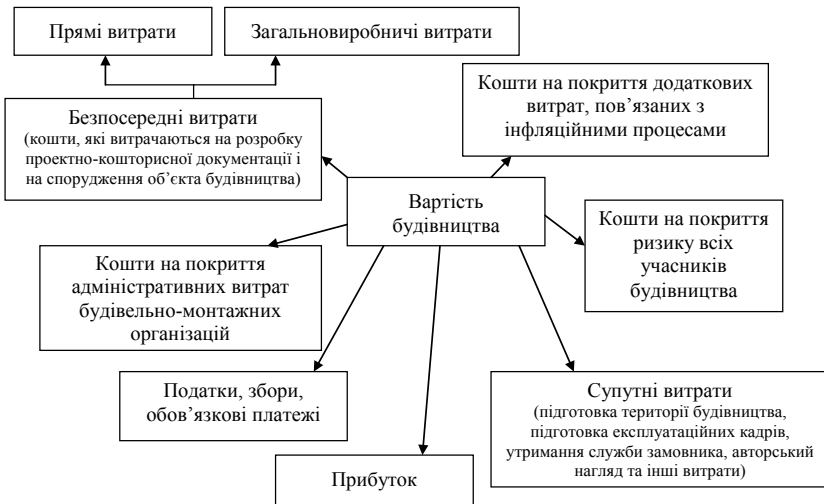 Прямі витрати
Загальновиробничі витрати
Безпосередні витрати
(кошти, які витрачаються на розробку
проектно-кошторисної документації і
на спорудження об’єкта будівництва)
Кошти на покриття додаткових
витрат, пов’язаних з
інфляційними процесами
Вартість
будівництва
Кошти на покриття
ризику всіх
учасників
будівництва
Кошти на покриття
адміністративних витрат
будівельно-монтажних
організацій
Податки, збори,
обов’язкові платежі
Супутні витрати
(підготовка території будівництва,
підготовка експлуатаційних кадрів,
утримання служби замовника, авторський
нагляд та інші витрати)
Прибуток